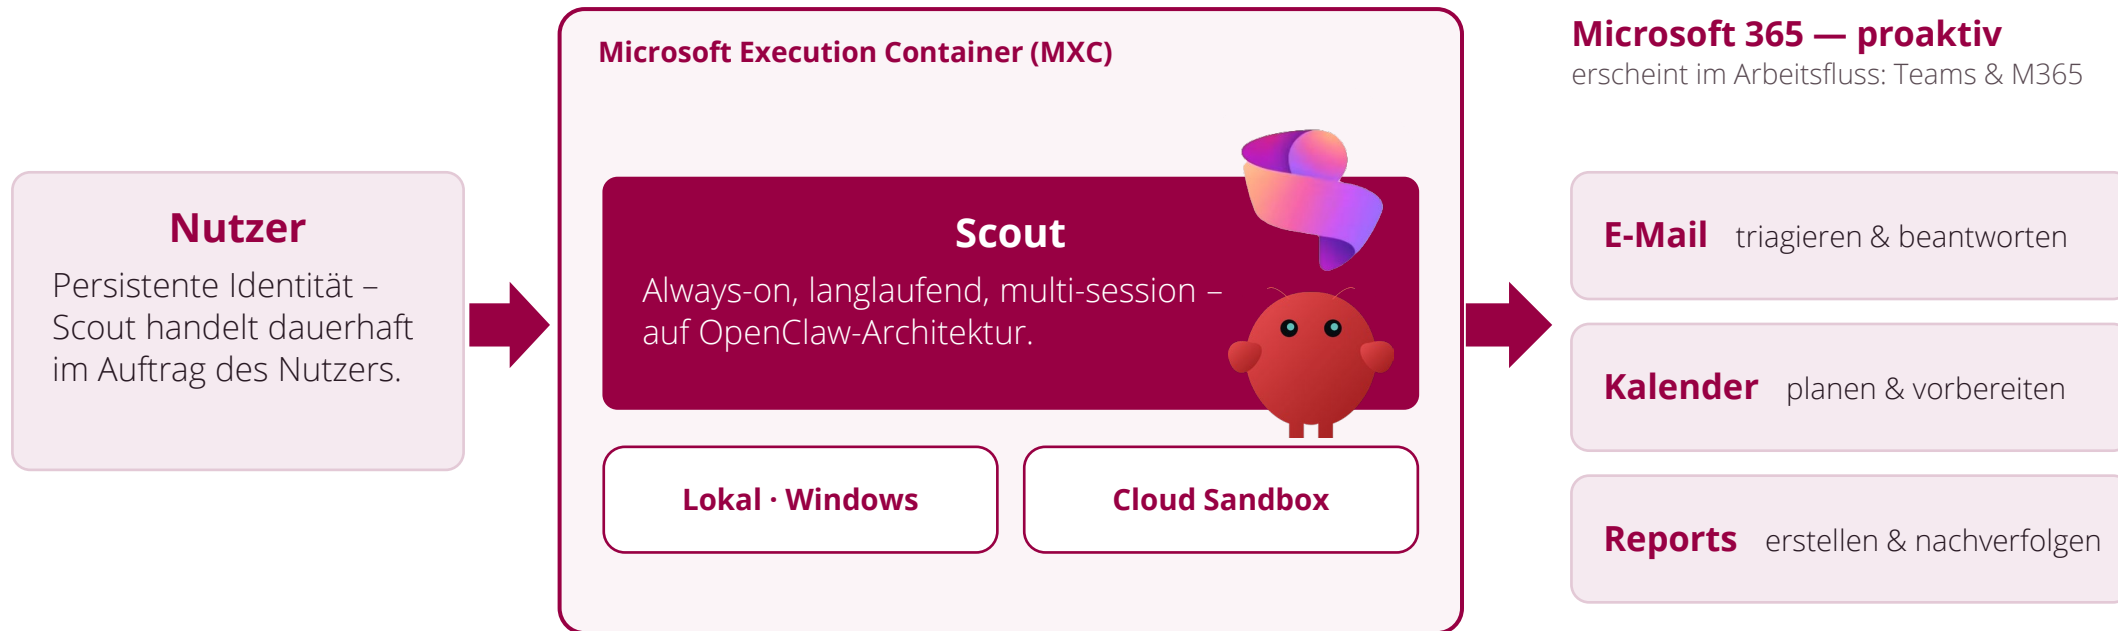 Nutzer
Persistente Identität –
Scout handelt dauerhaft
im Auftrag des Nutzers.
Microsoft Execution Container (MXC)
Scout
Always-on, langlaufend, multi-session –
auf OpenClaw-Architektur.
Lokal · Windows
Cloud Sandbox
Microsoft 365 — proaktiv
erscheint im Arbeitsfluss: Teams & M365
E-Mail triagieren & beantworten
Kalender planen & vorbereiten
Reports erstellen & nachverfolgen